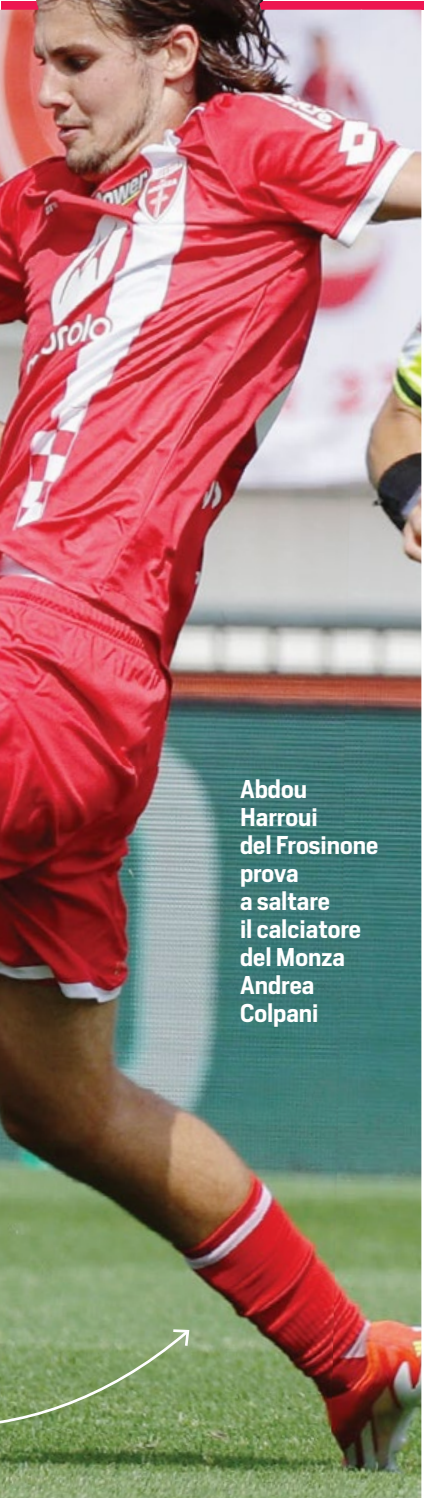 Abdou
Harroui
del Frosinone
prova
a saltare
il calciatore
del Monza
Andrea
Colpani